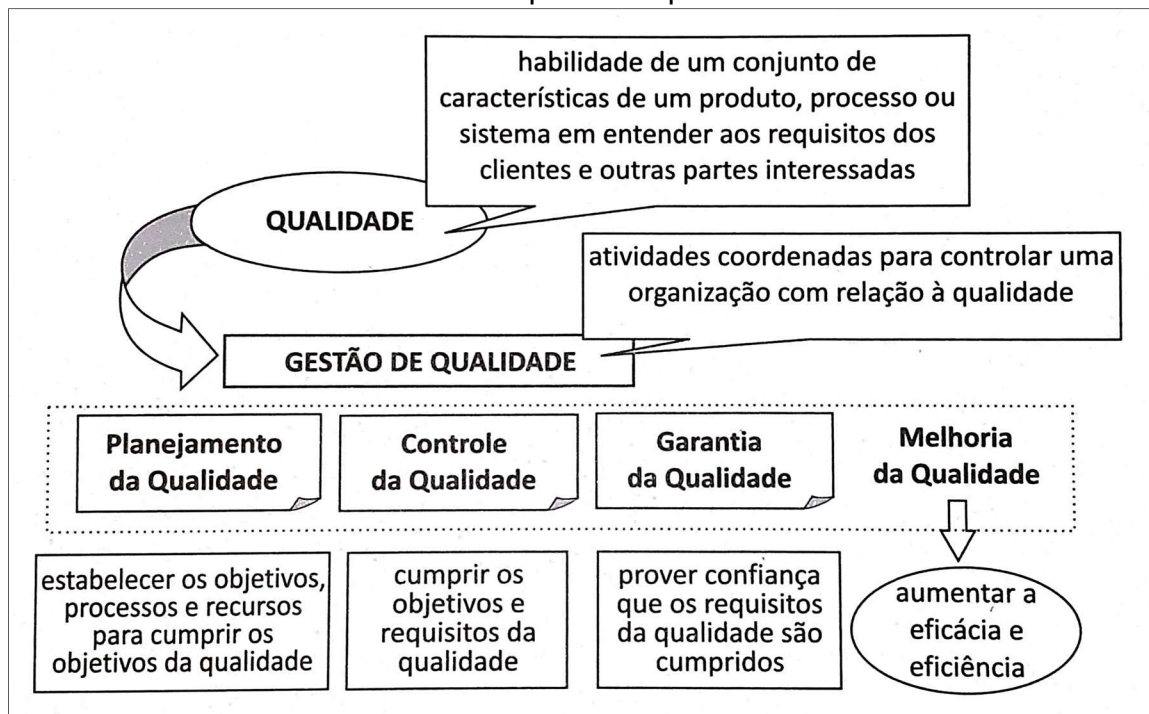 habilidade de um conjunto de
características de um produto, processo ou
sistema em entender aos requisitos dos
clientes e outras partes interessadas
QUALIDADE
atividades coordenadas para controlar uma
organização com relação à qualidade
GESTÃO DE QUALIDADE
Planejamento
da Qualidade
Controle
da Qualidade
Garantia
da Qualidade
Melhoria
da Qualidade
estabelecer os objetivos,
processos e recursos
para cumprir os
objetivos da qualidade
cumprir os
objetivos e
requisitos da
qualidade
prover confiança
que os requisitos
da qualidade são
cumpridos
aumentar a
eficácia e
eficiência